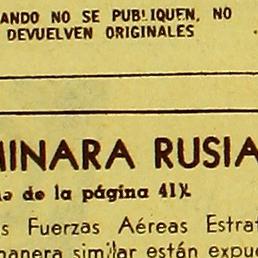 ANDO NO SE PUBLIQUEN, NO
DEVUELVEN ORIGINALES
MINARA RUSIA
de la página 41)
s Fuerzas Aéreas Estrat
manera similar están expue